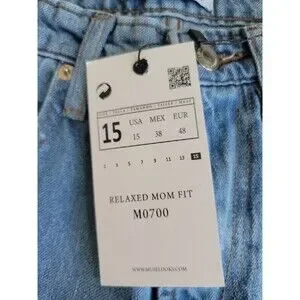 15
USA MEX EUR
15 38 48
1 3 5 7 9 11 13 15
RELAXED MOM FIT
M0700